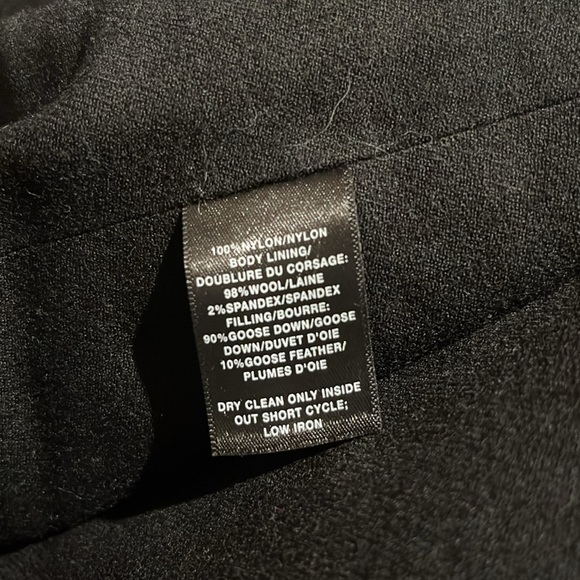 100%NYLON/NYLON
BODY LINING/
DOUBLURE DU CORSAGE:
98%WOOL/LAINE
2%SPANDEX/SPANDEX
FILLING/BOURRE:
90%GOOSE DOWN/GOOSE
DOWN/DUVET D'OIE
10%GOOSE FEATHER/
PLUMES D'OIE
DRY CLEAN ONLY INSIDE
OUT SHORT CYCLE;
LOW IRON